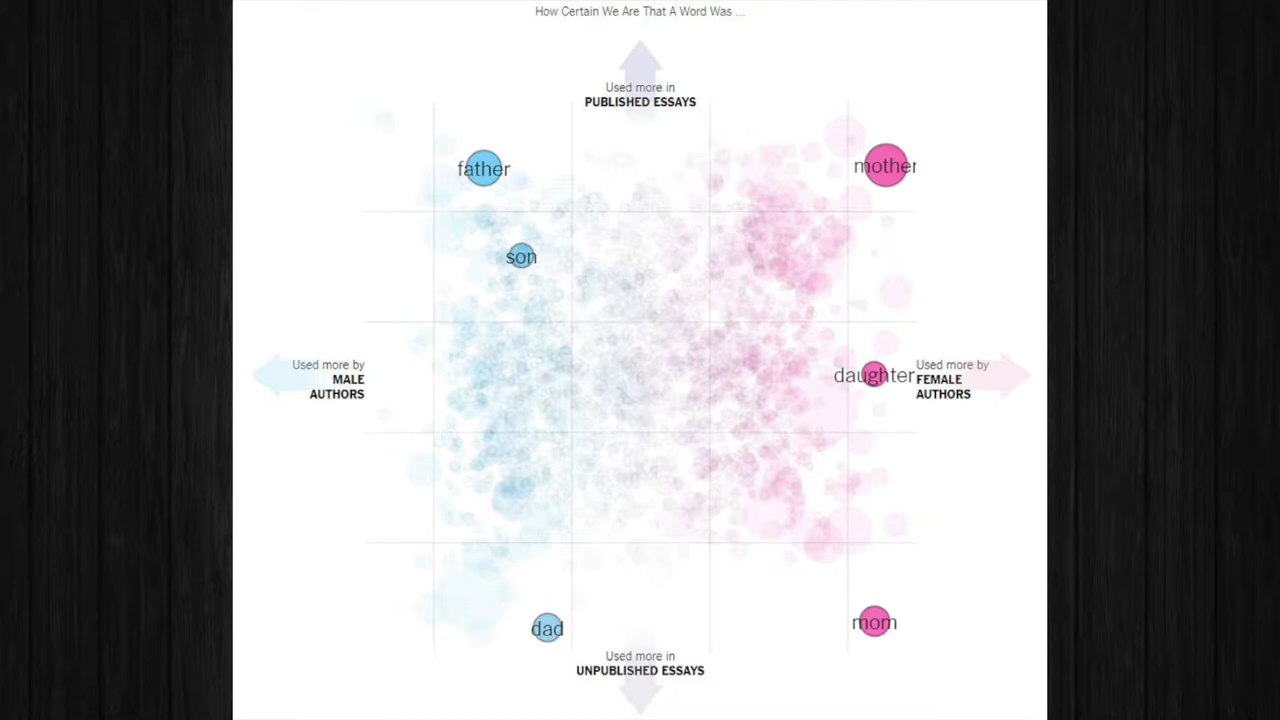 How Certain We Are That A Word Was ...
Used more in
PUBLISHED ESSAYS
father
mother
son
Used more by
MALE
AUTHORS
daughter
Used more by
FEMALE
AUTHORS
dad
mom
Used more in
UNPUBLISHED ESSAYS